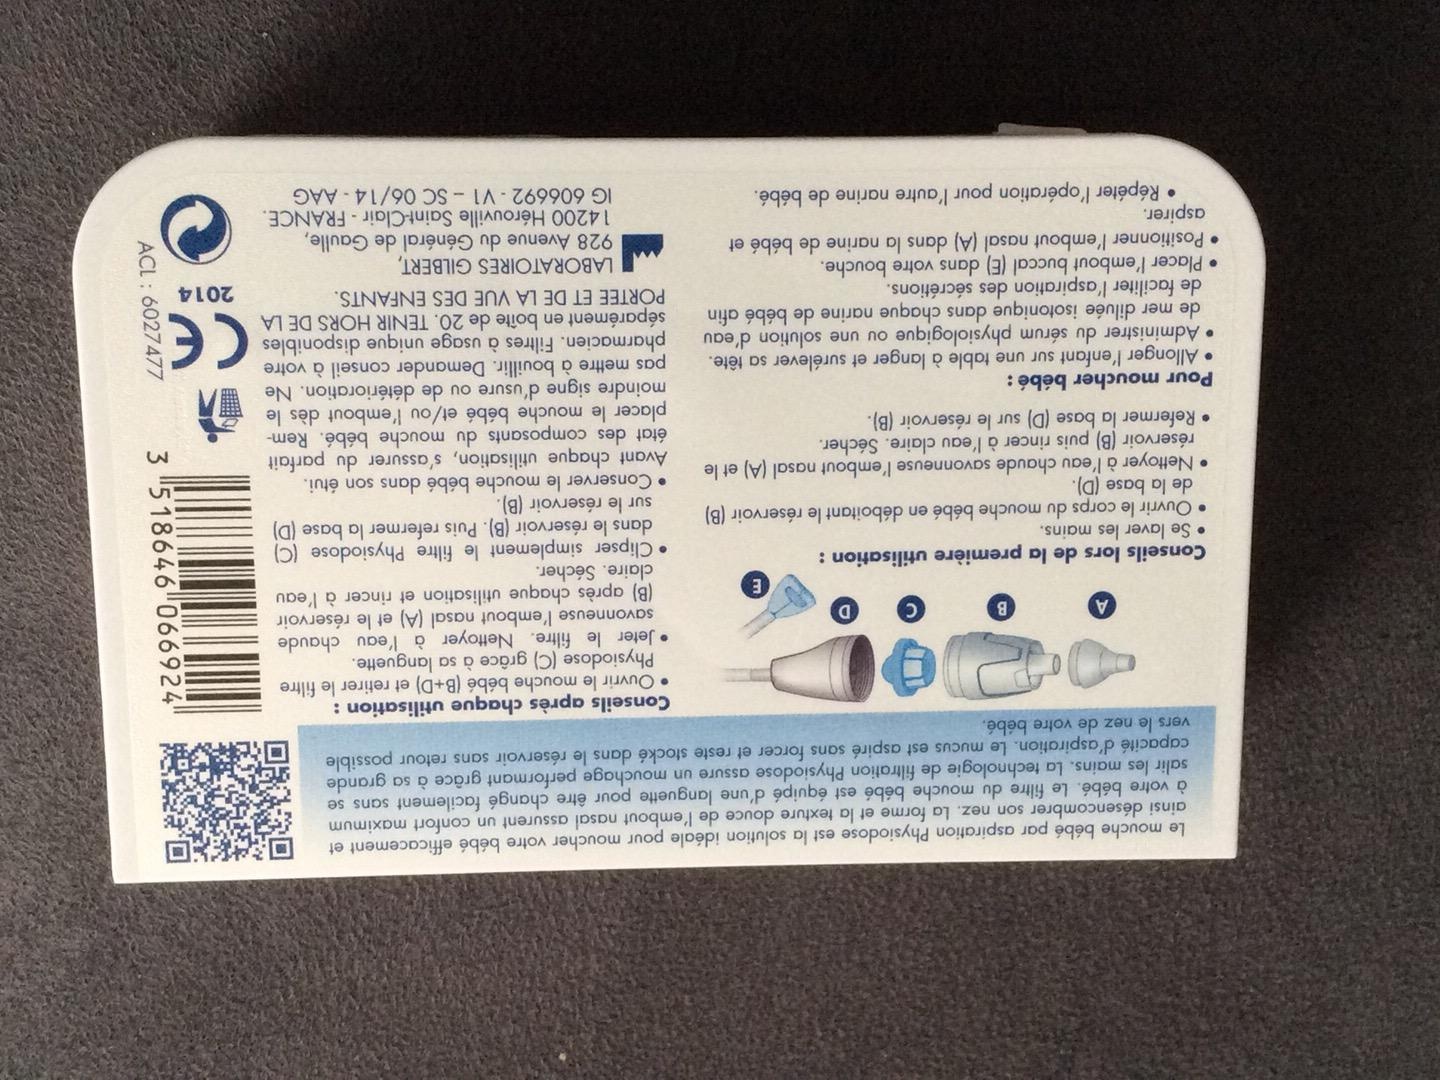 Le mouche bébé par aspiration Physiodose est la solution idéale pour moucher votre bébé efficacement et
ainsi désencombrer son nez. La forme et la texture douce de l'embout nasal assurent un confort maximum
à votre bébé. Le filtre du mouche bébé est équipé d'une languette pour être changé facilement sans se
salir les mains. La technologie de filtration Physiodose assure un mouchage performant grâce à sa grande
capacité d'aspiration. Le mucus est aspiré sans forcer et reste stocké dans le réservoir sans retour possible
vers le nez de votre bébé.
A
B
C
D
E
Conseils lors de la première utilisation :
• Se laver les mains.
• Ouvrir le corps du mouche bébé en déboitant le réservoir (B)
de la base (D).
• Nettoyer à l'eau chaude savonneuse l'embout nasal (A) et le
réservoir (B) puis rincer à l'eau claire. Sécher.
• Refermer la base (D) sur le réservoir (B).
Pour moucher bébé :
• Allonger l'enfant sur une table à langer et surélever sa tête.
• Administrer du sérum physiologique ou une solution d'eau
de mer diluée isotonique dans chaque narine de bébé afin
de faciliter l'aspiration des sécrétions.
• Placer l'embout buccal (E) dans votre bouche.
• Positionner l'embout nasal (A) dans la narine de bébé et
aspirer.
• Répéter l'opération pour l'autre narine de bébé.
Conseils après chaque utilisation :
• Ouvrir le mouche bébé (B+D) et retirer le filtre
Physiodose (C) grâce à sa languette.
• Jeter le filtre. Nettoyer à l'eau chaude
savonneuse l'embout nasal (A) et le réservoir
(B) après chaque utilisation et rincer à l'eau
claire. Sécher.
• Clipser simplement le filtre Physiodose (C)
dans le réservoir (B). Puis refermer la base (D)
sur le réservoir (B).
• Conserver le mouche bébé dans son étui.
Avant chaque utilisation, s'assurer du parfait
état des composants du mouche bébé. Rem-
placer le mouche bébé et/ou l'embout dès le
moindre signe d'usure ou de détérioration. Ne
pas mettre à bouillir. Demander conseil à votre
pharmacien. Filtres à usage unique disponibles
séparément en boîte de 20. TENIR HORS DE LA
PORTEE ET DE LA VUE DES ENFANTS.
LABORATOIRES GILBERT,
928 Avenue du Général de Gaulle,
14200 Hérouville Saint-Clair - FRANCE.
IG 606692 - V1 - SC 06/14 - AAG
3 518646 066924
CE
2014
ACL : 6027477